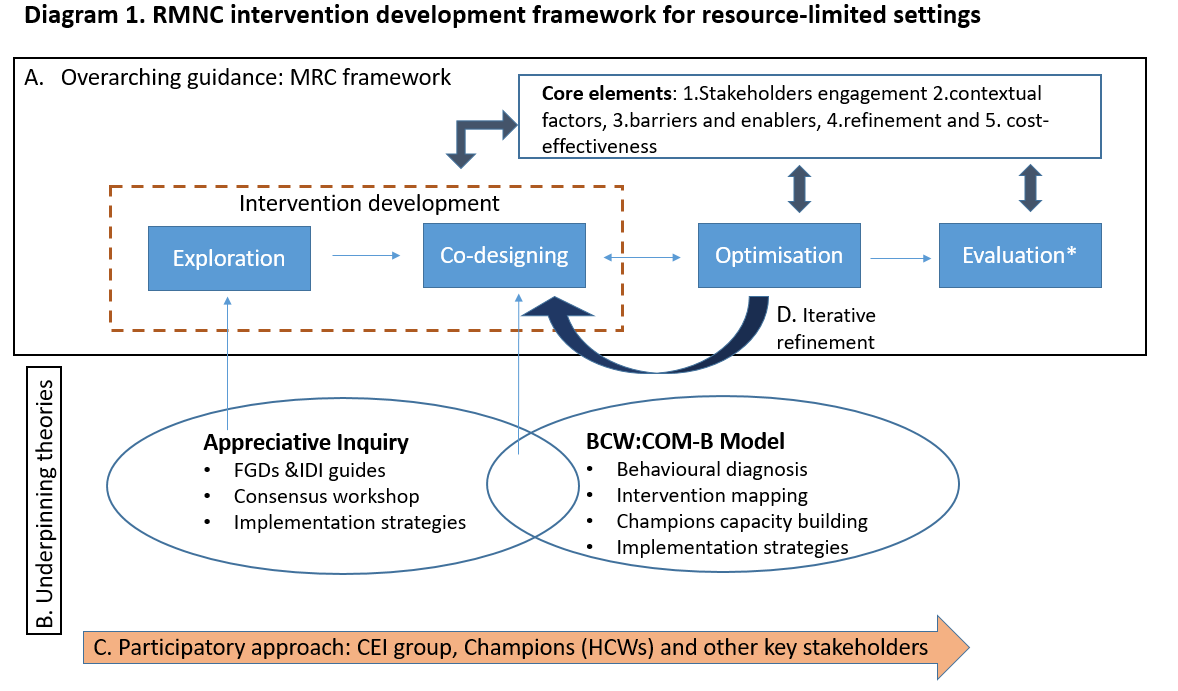 Diagram 1. RMNC intervention development framework for resource-limited settings
A. Overarching guidance: MRC framework
Core elements: 1.Stakeholders engagement 2.contextual
factors, 3.barriers and enablers, 4.refinement and 5. cost-
effectiveness
Intervention development
Exploration
Co-designing
Optimisation
Evaluation*
D. Iterative
refinement
B. Underpinning theories
Appreciative Inquiry
• FGDs &IDI guides
• Consensus workshop
• Implementation strategies
BCW:COM-B Model
• Behavioural diagnosis
• Intervention mapping
• Champions capacity building
• Implementation strategies
C. Participatory approach: CEI group, Champions (HCWs) and other key stakeholders